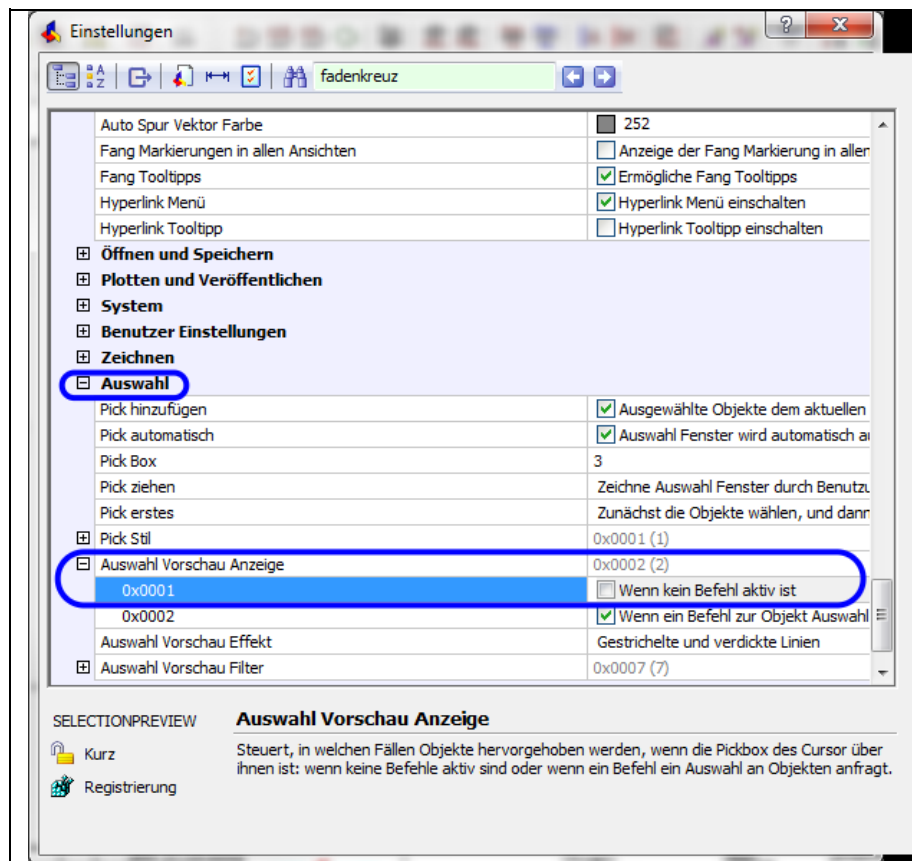 Einstellungen
fadenkreuz
Auto Spur Vektor Farbe 252
Fang Markierungen in allen Ansichten Anzeige der Fang Markierung in aller
Fang Tooltipps Ermögliche Fang Tooltipps
Hyperlink Menü Hyperlink Menü einschalten
Hyperlink Tooltipp Hyperlink Tooltipp einschalten
Öffnen und Speichern
Plotten und Veröffentlichen
System
Benutzer Einstellungen
Zeichnen
Auswahl
Pick hinzufügen Ausgewählte Objekte dem aktuellen
Pick automatisch Auswahl Fenster wird automatisch au
Pick Box 3
Pick ziehen Zeichne Auswahl Fenster durch Benutzu
Pick erstes Zunächst die Objekte wählen, und dann
Pick Stil 0x0001 (1)
Auswahl Vorschau Anzeige 0x0002 (2)
0x0001 Wenn kein Befehl aktiv ist
0x0002 Wenn ein Befehl zur Objekt Auswahl
Auswahl Vorschau Effekt Gestrichelte und verdickte Linien
Auswahl Vorschau Filter 0x0007 (7)
SELECTIONPREVIEW Auswahl Vorschau Anzeige
Kurz Steuert, in welchen Fällen Objekte hervorgehoben werden, wenn die Pickbox des Cursor über
ihnen ist: wenn keine Befehle aktiv sind oder wenn ein Befehl ein Auswahl an Objekten anfragt.
Registrierung